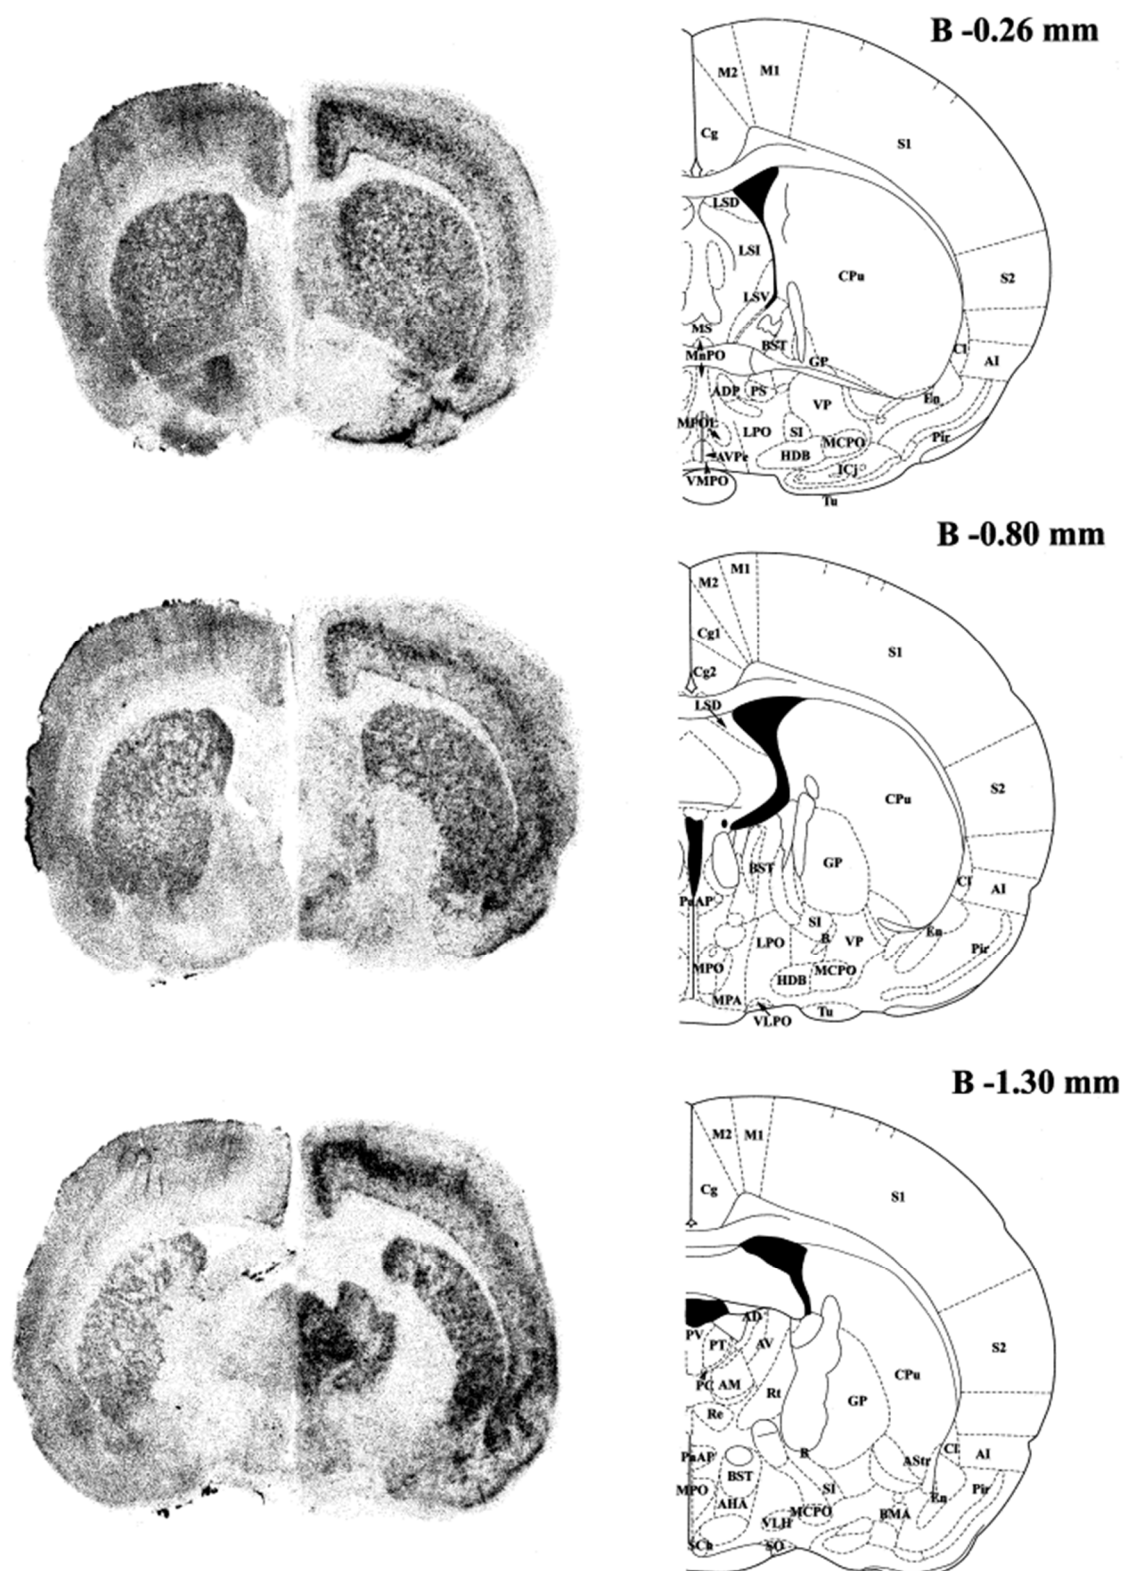 B -0.26 mm
M2 M1
Cg
S1
LSD
LSI
CPu
S2
LSV
MS
BST
Cl
MnPO
GP
AI
ADP PS
VP
En
MPOL
LPO
SI
MCPO
Pir
AVPe
HDB
ICj
VMPO
Tu
B -0.80 mm
M2 M1
Cg1
S1
Cg2
LSD
S2
CPu
GP
BST
Cl
AI
PaAP
SI
B
VP
En
LPO
Pir
MPO
HDB
MCPO
MPA
Tu
VLPO
B -1.30 mm
M2 M1
Cg
S1
AD
PV
PT
AV
S2
CPu
PC
AM
Rt
GP
Re
B
Cl
AI
PaAP
AStr
BST
MPO
SI
En
Pir
AHA
MCPO
BMA
VLH
SCh
SO